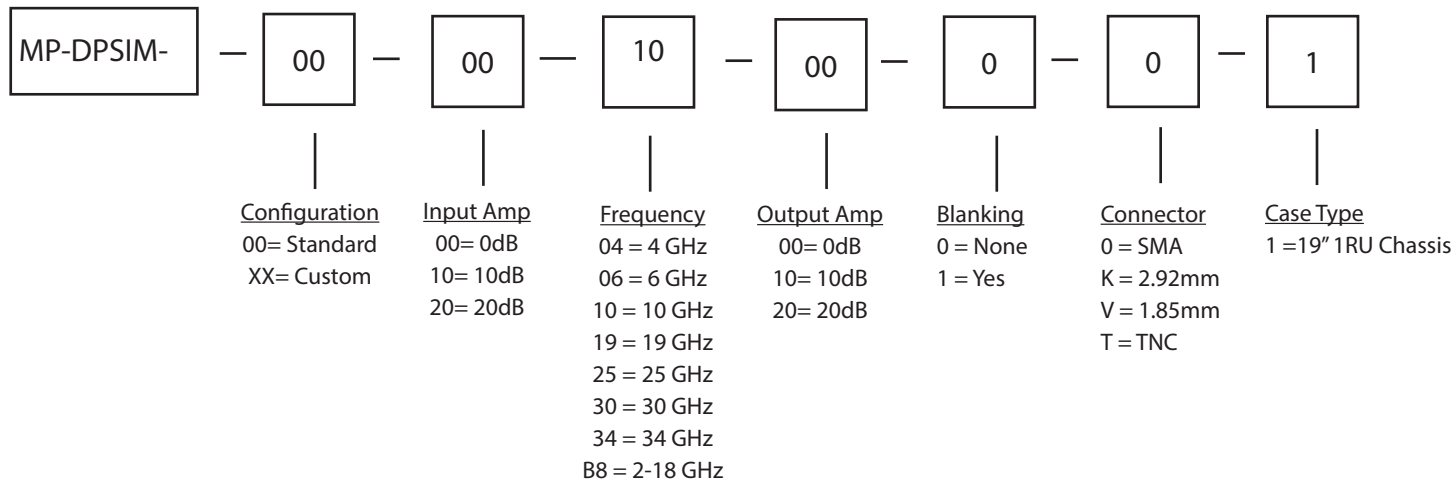 MP-DPSIM- — 00 — 00 — 10 — 00 — 0 — 0 — 1
Configuration
00= Standard
XX= Custom
Input Amp
00= 0dB
10= 10dB
20= 20dB
Frequency
04 = 4 GHz
06 = 6 GHz
10 = 10 GHz
19 = 19 GHz
25 = 25 GHz
30 = 30 GHz
34 = 34 GHz
B8 = 2-18 GHz
Output Amp
00= 0dB
10= 10dB
20= 20dB
Blanking
0 = None
1 = Yes
Connector
0 = SMA
K = 2.92mm
V = 1.85mm
T = TNC
Case Type
1 =19” 1RU Chassis